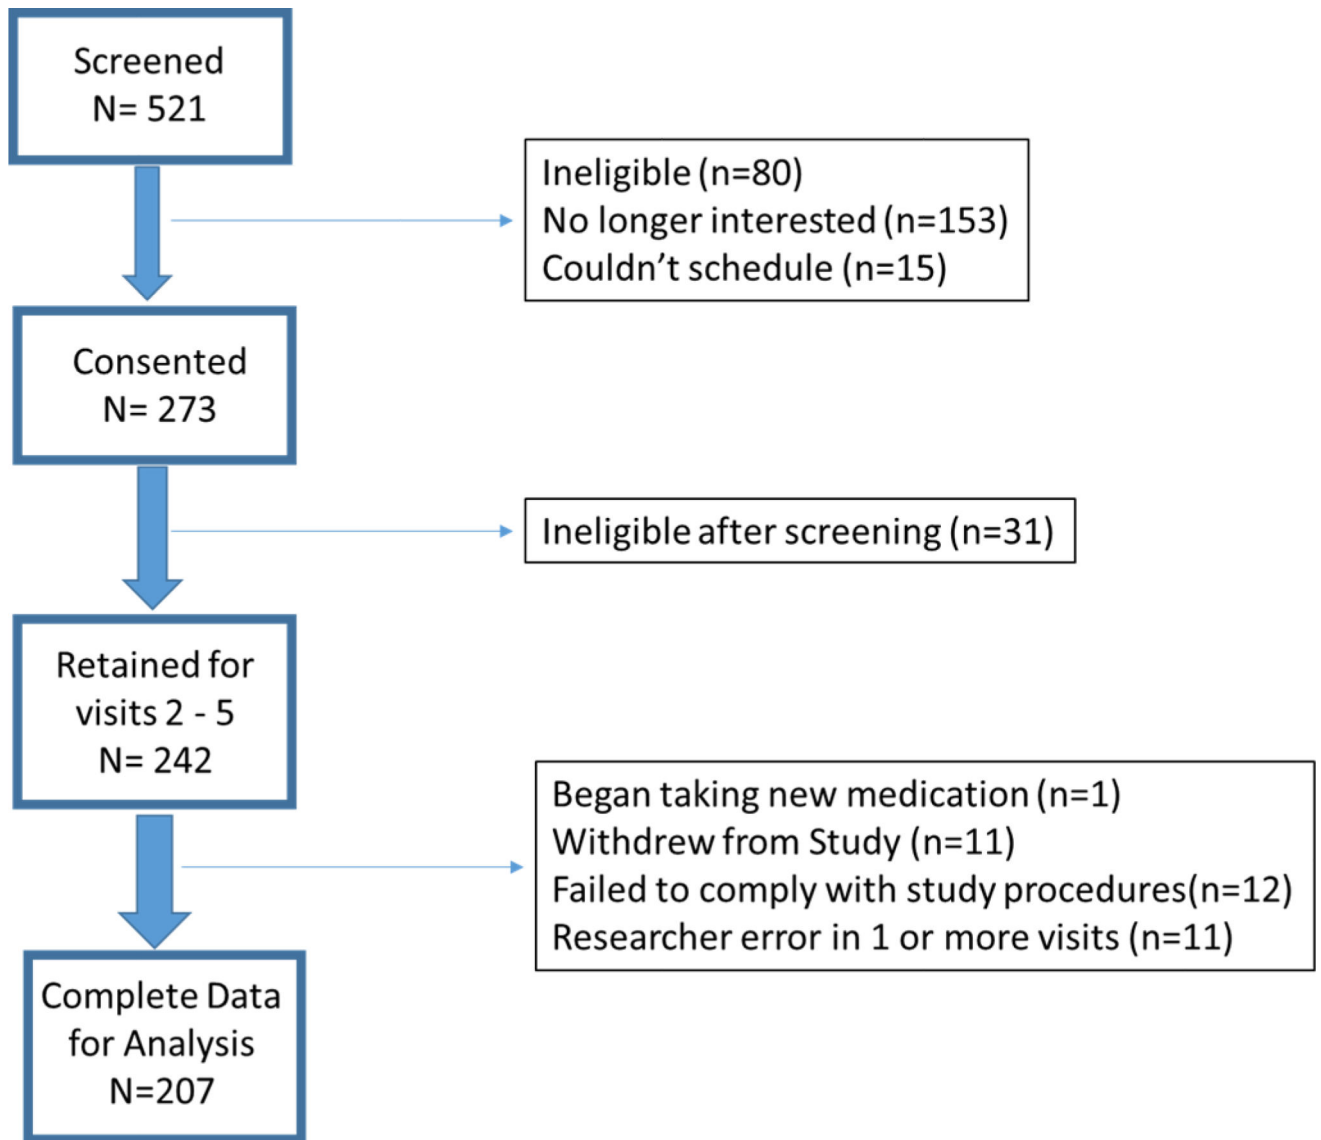 Screened
N= 521
Ineligible (n=80)
No longer interested (n=153)
Couldn’t schedule (n=15)
Consented
N= 273
Ineligible after screening (n=31)
Retained for
visits 2 - 5
N= 242
Began taking new medication (n=1)
Withdrew from Study (n=11)
Failed to comply with study procedures(n=12)
Researcher error in 1 or more visits (n=11)
Complete Data
for Analysis
N=207